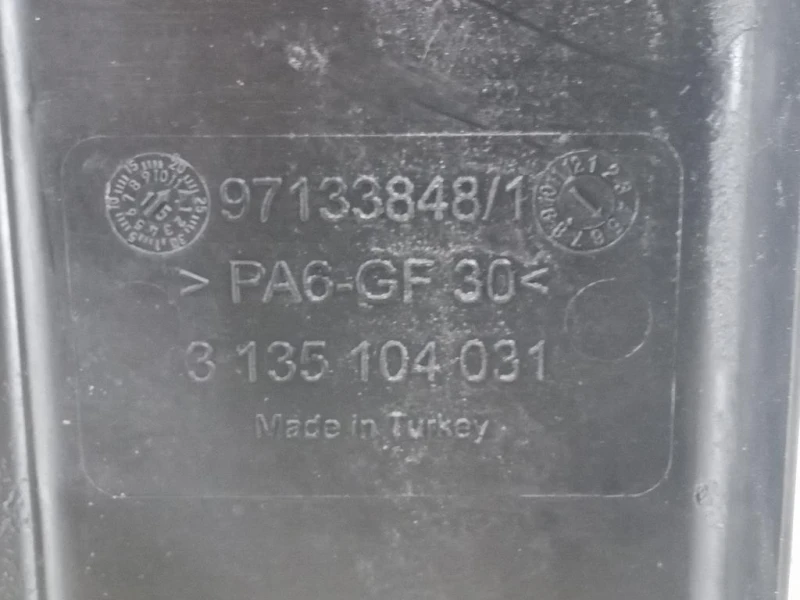 97133848/1
> PA6-GF 30 <
3 135 104 031
Made in Turkey